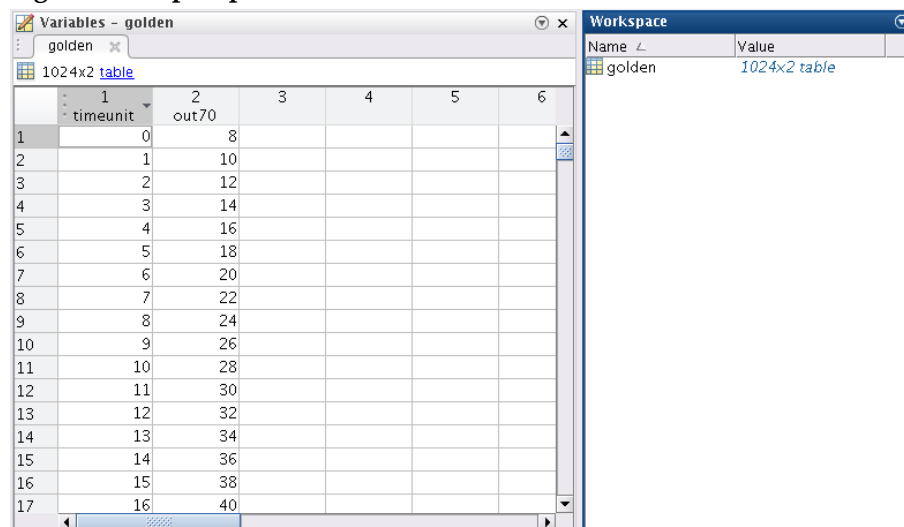 Variables - golden
golden
1024x2 table
1 2 3 4 5 6
timeunit out70
1 0 8
2 1 10
3 2 12
4 3 14
5 4 16
6 5 18
7 6 20
8 7 22
9 8 24
10 9 26
11 10 28
12 11 30
13 12 32
14 13 34
15 14 36
16 15 38
17 16 40
Workspace
Name Value
golden 1024x2 table